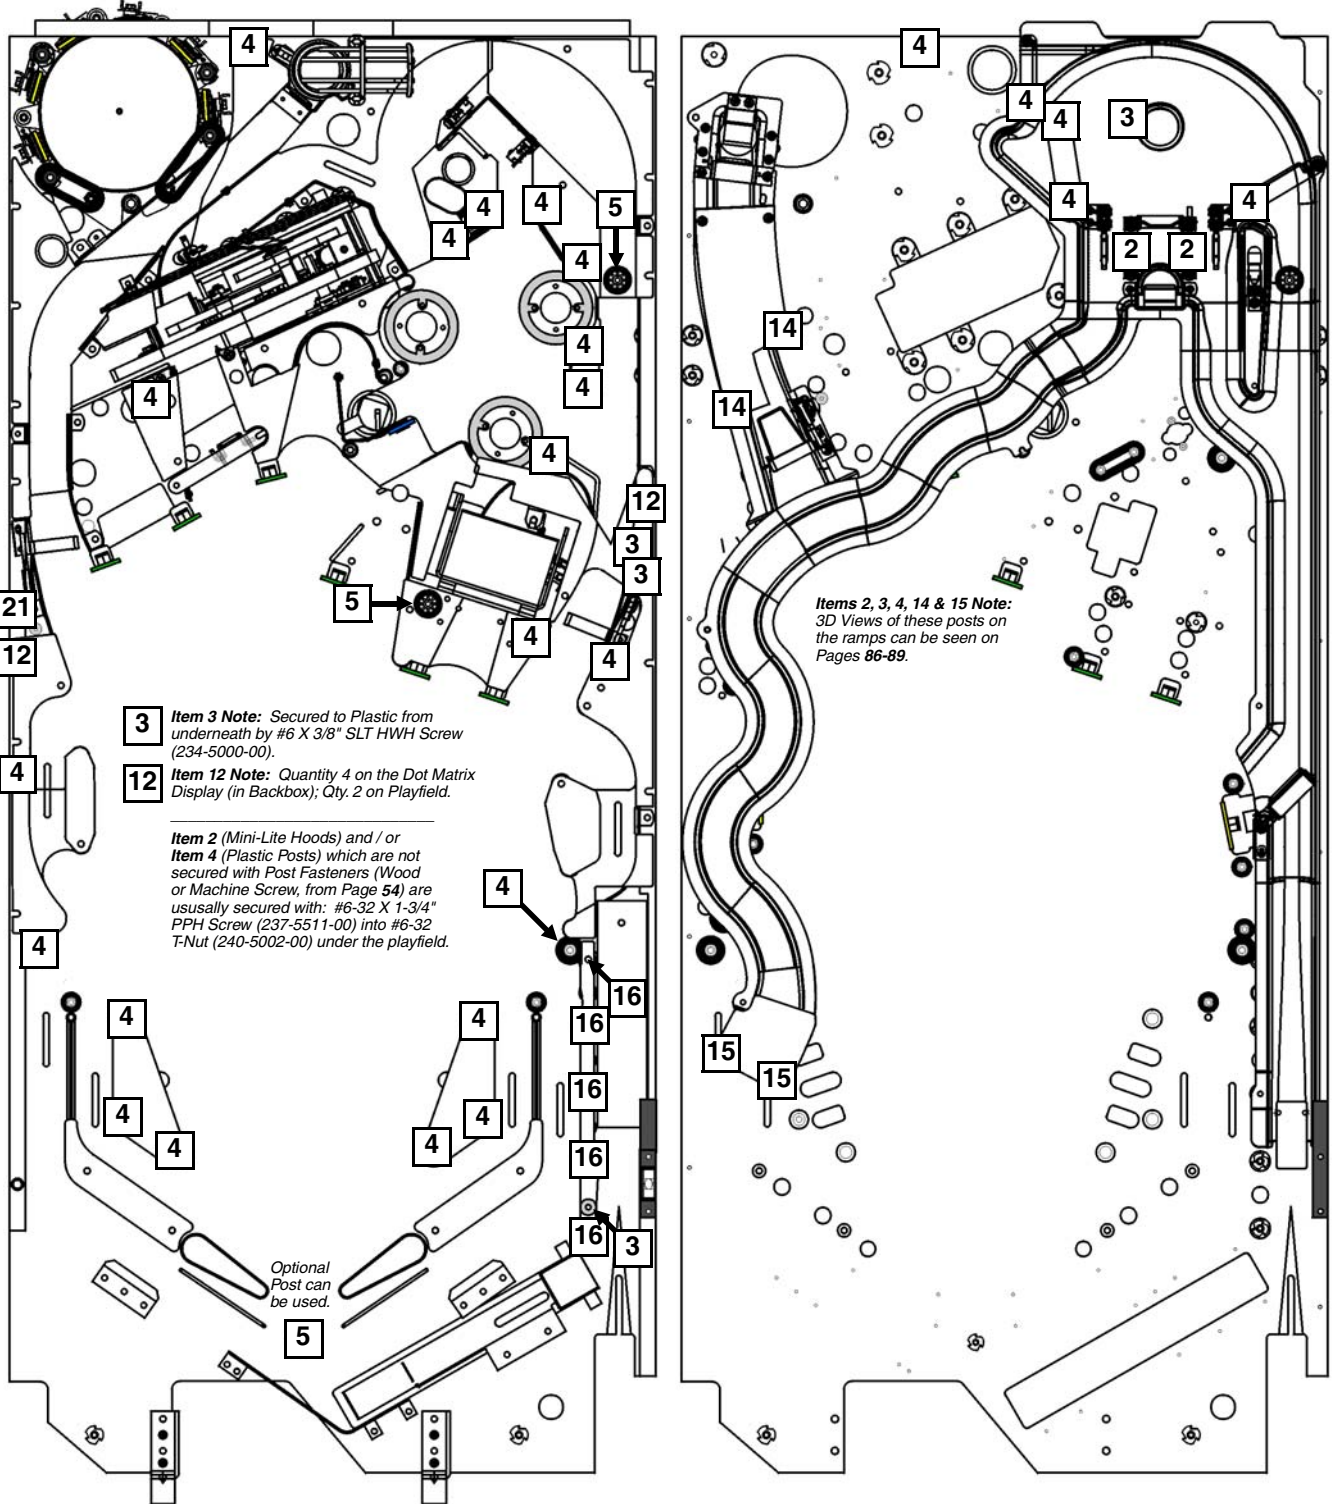 4
4
4
4
4
5
4
4
4
4
4
12
3
3
5
4
4
21
12
3
Item 3 Note: Secured to Plastic from
underneath by #6 X 3/8" SLT HWH Screw
(234-5000-00).
12
Item 12 Note: Quantity 4 on the Dot Matrix
Display (in Backbox); Qty. 2 on Playfield.
4
Item 2 (Mini-Lite Hoods) and / or
Item 4 (Plastic Posts) which are not
secured with Post Fasteners (Wood
or Machine Screw, from Page 54) are
ususally secured with: #6-32 X 1-3/4"
PPH Screw (237-5511-00) into #6-32
T-Nut (240-5002-00) under the playfield.
4
4
16
4
4
16
16
4
4
4
4
16
16
3
Optional
Post can
be used.
5
4
4
4
3
4
4
2
2
14
14
Items 2, 3, 4, 14 & 15 Note:
3D Views of these posts on
the ramps can be seen on
Pages 86-89.
15
15